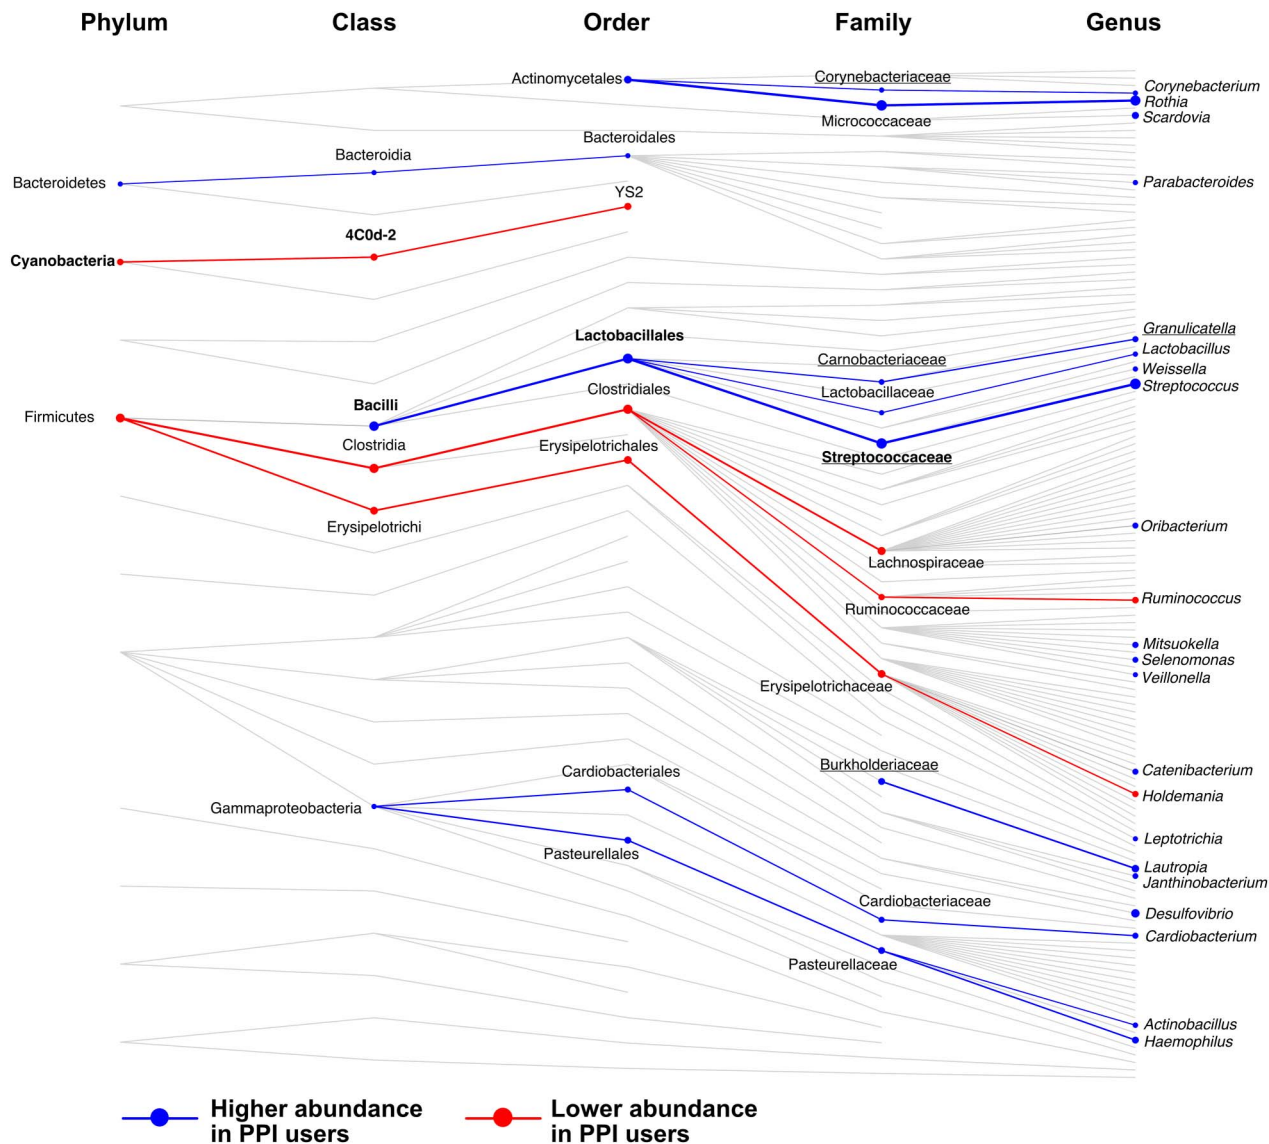 Phylum Class Order Family Genus
Actinomycetales
Corynebacteriaceae
Corynebacterium
Rothia
Micrococcaceae
Scardovia
Bacteroidales
Bacteroidia
Bacteroidetes
Parabacteroides
YS2
4C0d-2
Cyanobacteria
Granulicatella
Lactobacillales
Lactobacillus
Carnobacteriaceae
Weissella
Clostridiales
Streptococcus
Lactobacillaceae
Bacilli
Firmicutes
Clostridia
Erysipelotrichales
Streptococcaceae
Erysipelotrichi
Oribacterium
Lachnospiraceae
Ruminococcus
Ruminococcaceae
Mitsuokella
Selenomonas
Veillonella
Erysipelotrichaceae
Burkholderiaceae
Cardiobacteriales
Catenibacterium
Holdemania
Gammaproteobacteria
Leptotrichia
Pasteurellales
Lautropia
Janthinobacterium
Cardiobacteriaceae
Desulfovibrio
Cardiobacterium
Pasteurellaceae
Actinobacillus
Haemophilus
Higher abundance
in PPI users
Lower abundance
in PPI users